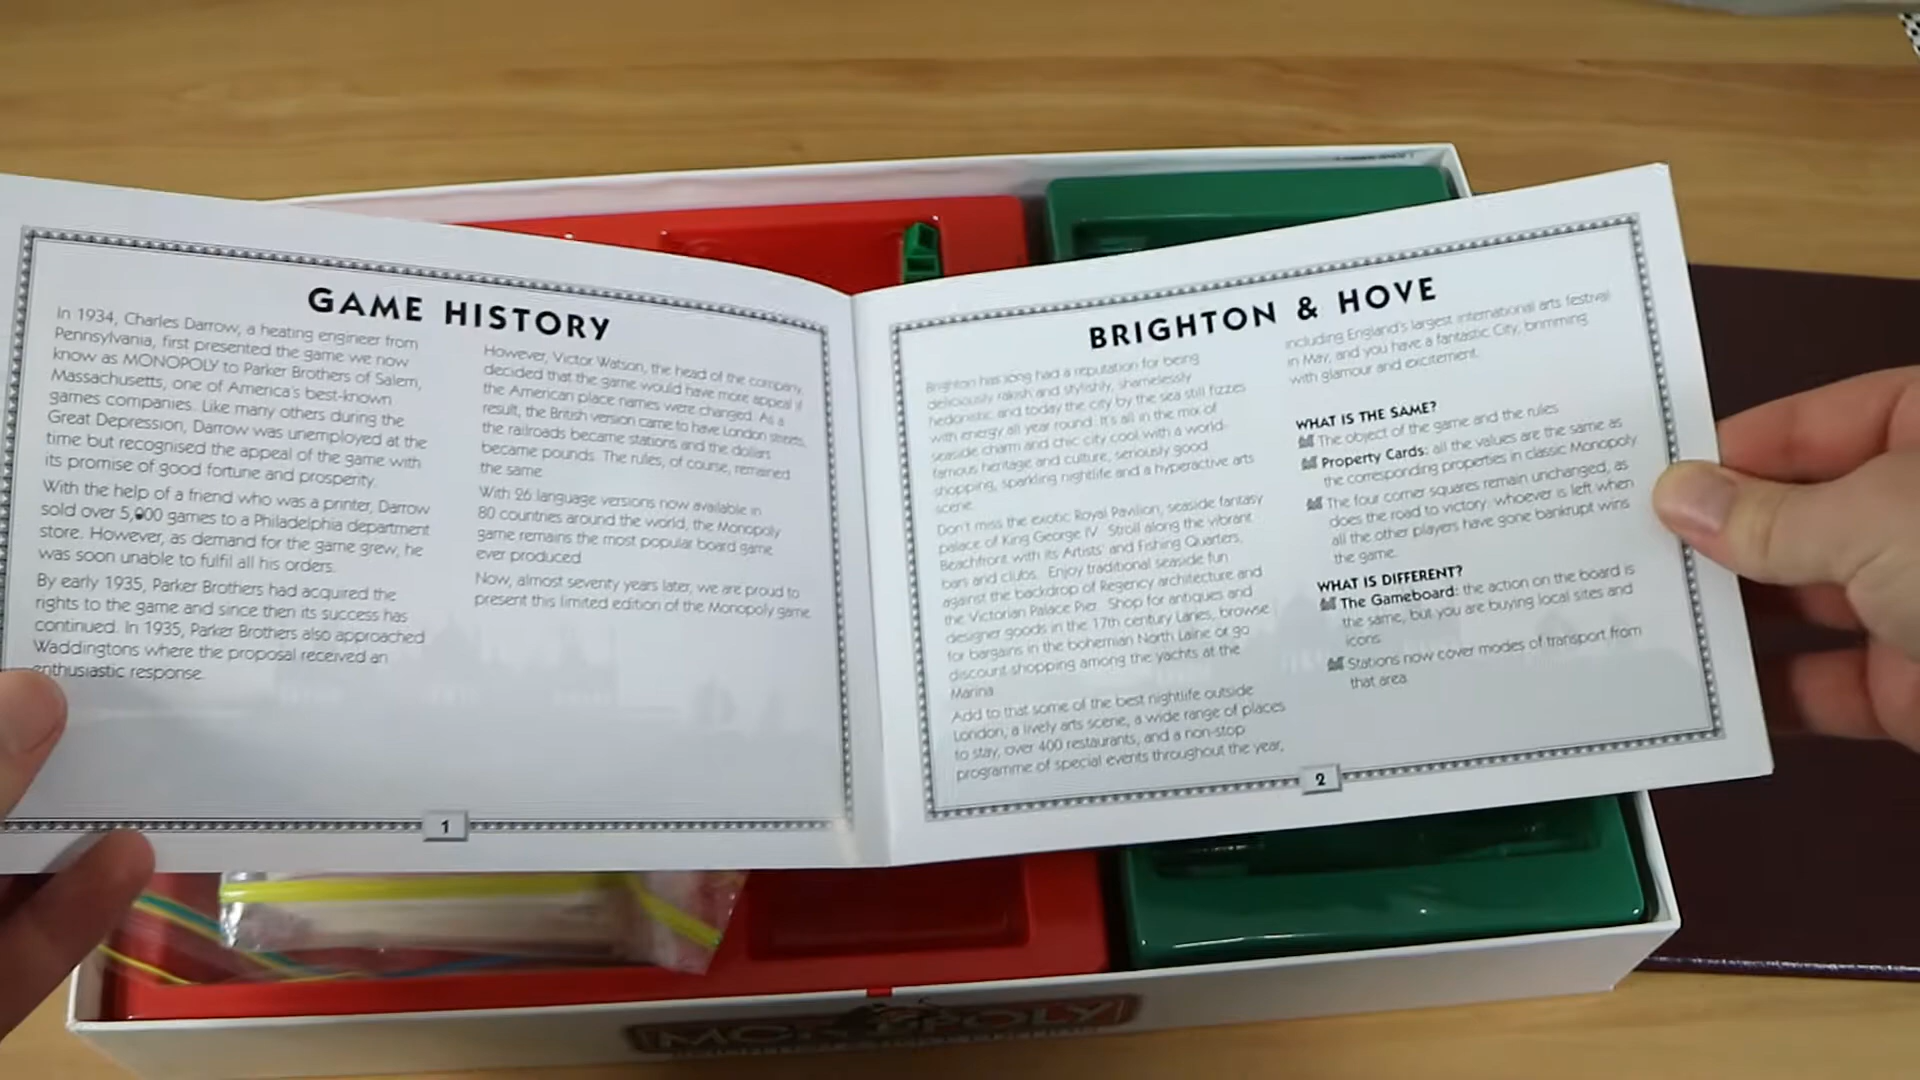 GAME HISTORY
In 1934, Charles Darrow, a heating engineer from
Pennsylvania, first presented the game we now
know as MONOPOLY to Parker Brothers of Salem,
Massachusetts, one of America's best-known
games companies. Like many others during the
Great Depression, Darrow was unemployed at the
time but recognised the appeal of the game with
its promise of good fortune and prosperity.
With the help of a friend who was a printer, Darrow
sold over 5,000 games to a Philadelphia department
store. However, as demand for the game grew, he
was soon unable to fulfil all his orders.
By early 1935, Parker Brothers had acquired the
rights to the game and since then its success has
continued. In 1935, Parker Brothers also approached
Waddingtons where the proposal received an
enthusiastic response.
However, Victor Watson, the head of the company,
decided that the game would have more appeal if
the American place names were changed. As a
result, the British version came to have London streets,
the railroads became stations and the dollars
became pounds. The rules, of course, remained
the same.
With 26 language versions now available in
80 countries around the world, the Monopoly
game remains the most popular board game
ever produced.
Now, almost seventy years later, we are proud to
present this limited edition of the Monopoly game.
1
BRIGHTON & HOVE
Brighton has long had a reputation for being
deliciously rakish and stylishly, shamelessly
hedonistic and today the city by the sea still fizzes
with energy all year round. It's all in the mix of
seaside charm and chic city cool with a world-
famous heritage and culture, seriously good
shopping, sparkling nightlife and a hyperactive arts
scene.
Don't miss the exotic Royal Pavilion, seaside fantasy
palace of King George IV. Stroll along the vibrant
Beachfront with its Artists' and Fishing Quarters,
bars and clubs. Enjoy traditional seaside fun
against the backdrop of Regency architecture and
the Victorian Palace Pier. Shop for antiques and
designer goods in the 17th century Lanes, browse
for bargains in the bohemian North Laine or go
discount shopping among the yachts at the
Marina.
Add to that some of the best nightlife outside
London, a lively arts scene, a wide range of places
to stay, over 400 restaurants, and a non-stop
programme of special events throughout the year,
including England's largest international arts festival
in May, and you have a fantastic City, brimming
with glamour and excitement.
WHAT IS THE SAME?
The object of the game and the rules
Property Cards: all the values are the same as
the corresponding properties in classic Monopoly.
The four corner squares remain unchanged, as
does the road to victory: whoever is left when
all the other players have gone bankrupt wins
the game.
WHAT IS DIFFERENT?
The Gameboard: the action on the board is
the same, but you are buying local sites and
icons.
Stations now cover modes of transport from
that area.
2
MONOPOLY